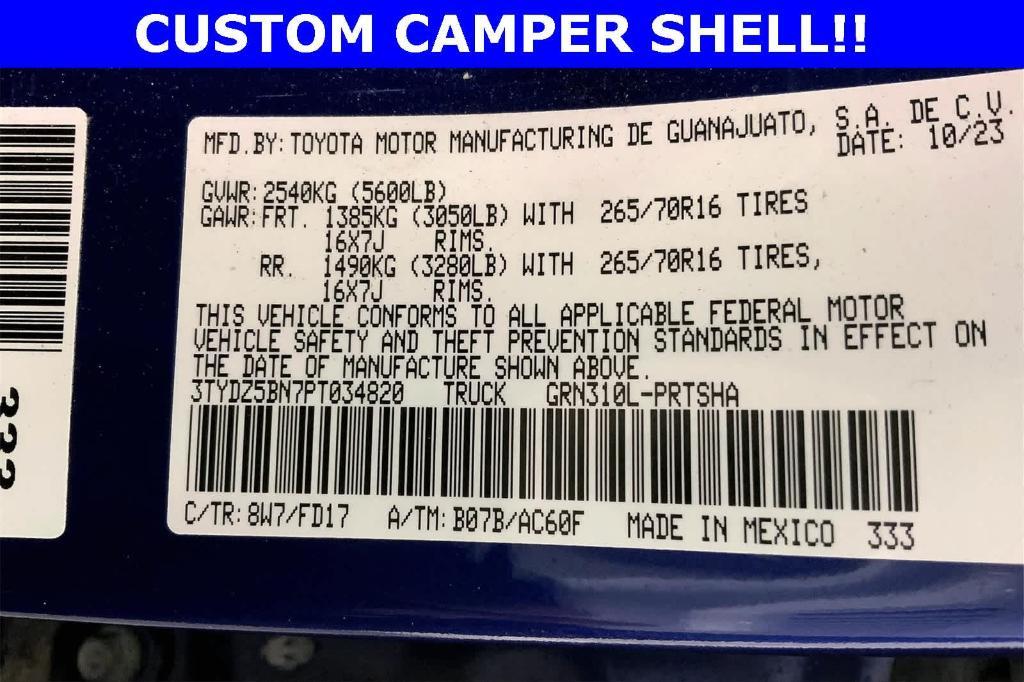 CUSTOM CAMPER SHELL!!
MFD.BY: TOYOTA MOTOR MANUFACTURING DE GUANAJUATO, S.A. DE C.V.
DATE: 10/23
GVWR: 2540KG (5600LB)
GAWR: FRT. 1385KG (3050LB) WITH 265/70R16 TIRES
16X7J RIMS.
RR. 1490KG (3280LB) WITH 265/70R16 TIRES,
16X7J RIMS.
THIS VEHICLE CONFORMS TO ALL APPLICABLE FEDERAL MOTOR
VEHICLE SAFETY AND THEFT PREVENTION STANDARDS IN EFFECT ON
THE DATE OF MANUFACTURE SHOWN ABOVE.
3TYDZ5BN7PT034820 TRUCK GRN310L-PRTSHA
C/TR: 8W7/FD17 A/TM: B07B/AC60F MADE IN MEXICO 333